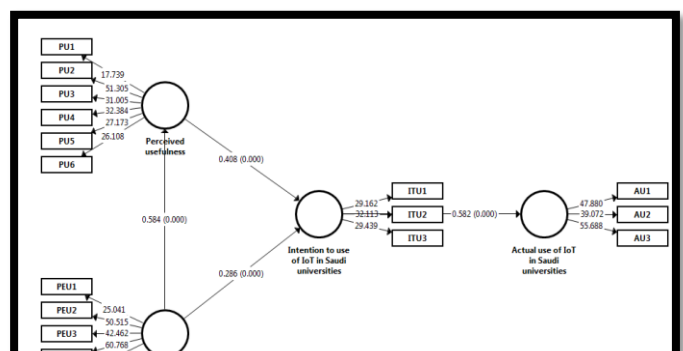 PU1
PU2
PU3
PU4
PU5
PU6
17.739
51.305
31.005
32.384
27.173
26.108
Perceived
usefulness
0.408 (0.000)
0.584 (0.000)
0.286 (0.000)
29.162
32.113
29.439
ITU1
ITU2
ITU3
Intention to use
of IoT in Saudi
universities
0.582 (0.000)
47.880
39.072
55.688
AU1
AU2
AU3
Actual use of IoT
in Saudi
universities
PEU1
PEU2
PEU3
25.041
50.515
42.462
60.768